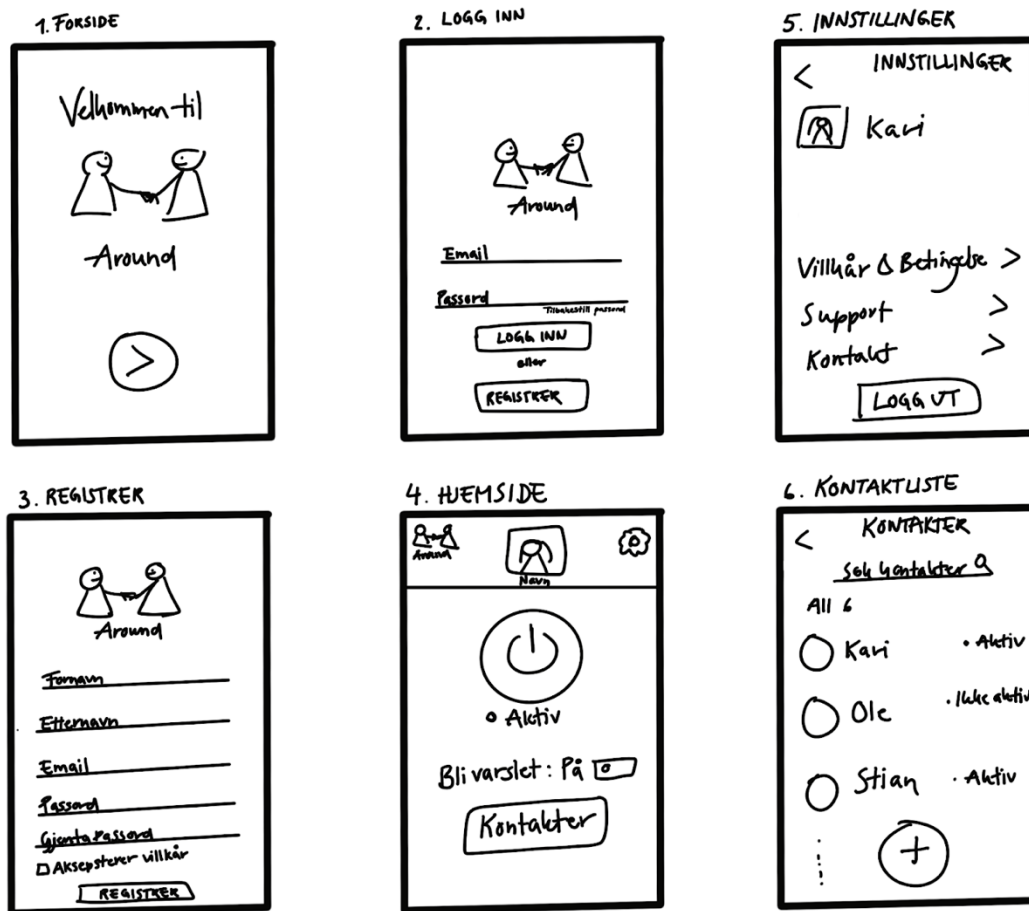 1. FORSIDE
Velkommen til
Around
>
2. LOGG INN
Around
Email
Passord
Tilbakestill passord
LOGG INN
eller
REGISTRER
5. INNSTILLINGER
<
INNSTILLINGER
Kari
Villkår & Betingelse >
Support >
Kontakt >
LOGG UT
3. REGISTRER
Around
Fornavn
Etternavn
Email
Passord
Gjenta Passord
Aksepsterer villkår
REGISTRER
4. HJEMSIDE
Around
Navn
Aktiv
Bli varslet: På
Kontakter
6. KONTAKTLISTE
<
KONTAKTER
Søk kontakter
All 6
Kari • Aktiv
Ole • Ikke aktiv
Stian • Aktiv
+